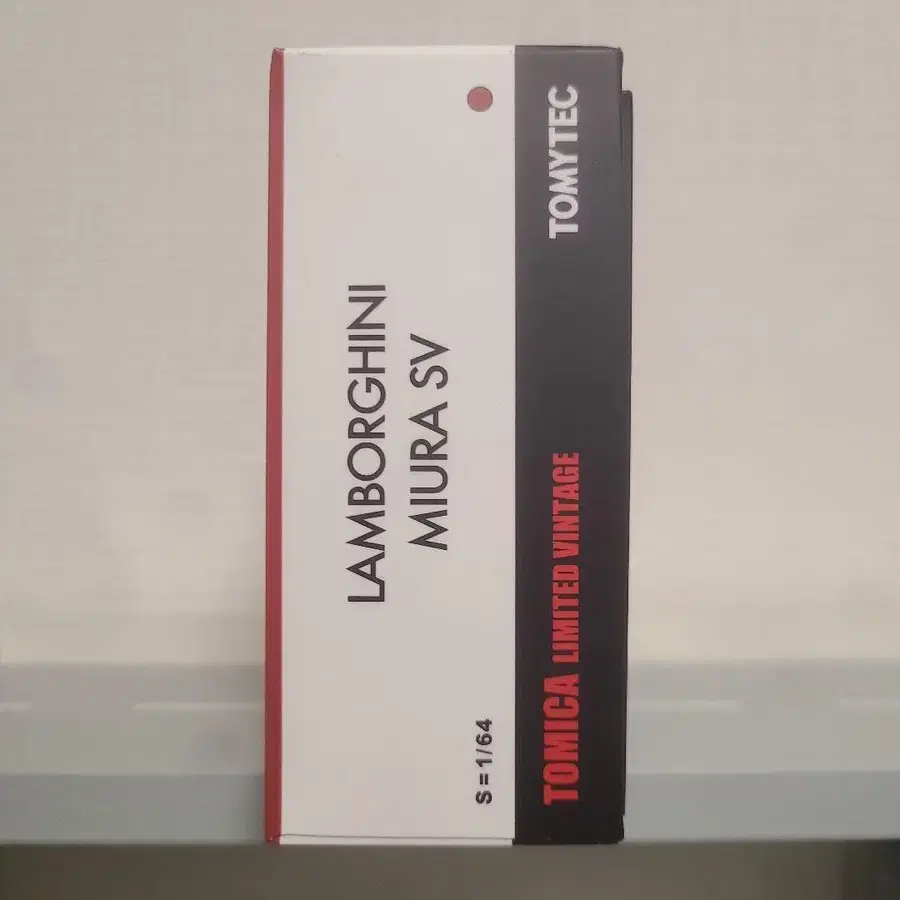 LAMBORGHINI
MIURA SV
S=1/64
TOMICA LIMITED VINTAGE
TOMYTEC